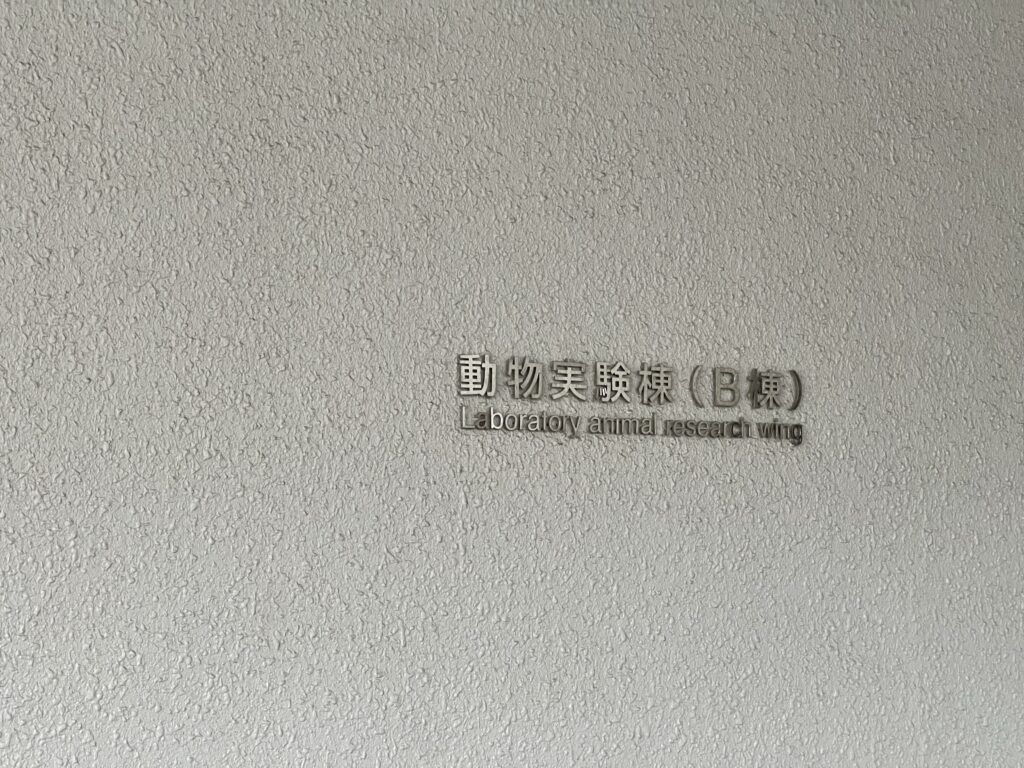 動物実験棟(B棟)
Laboratory animal research wing